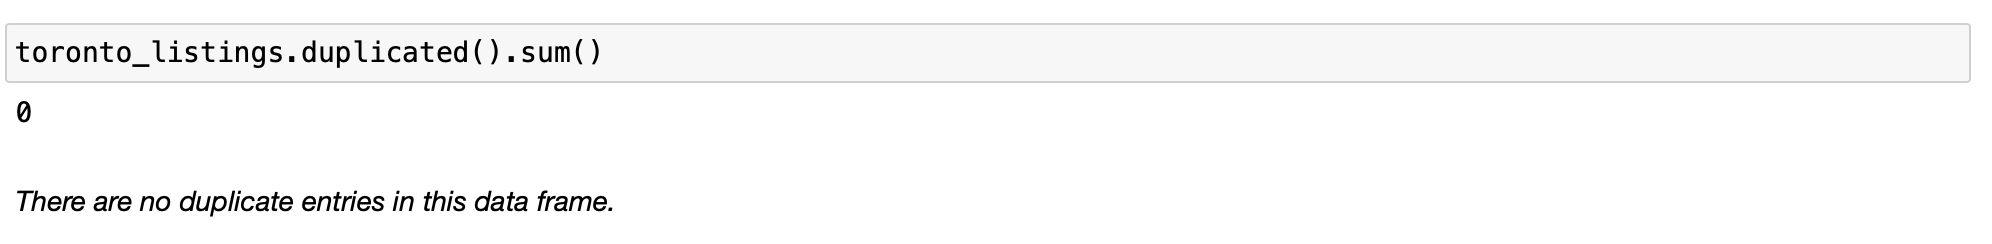 toronto_listings.duplicated().sum()
0
There are no duplicate entries in this data frame.